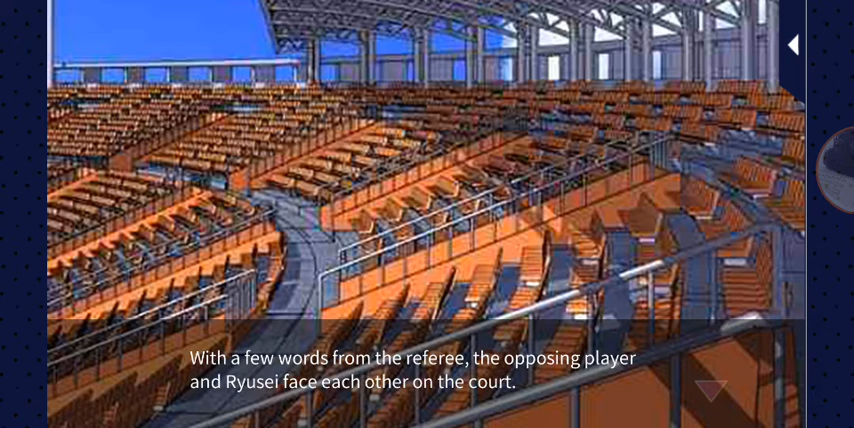 With a few words from the referee, the opposing player
and Ryusei face each other on the court.